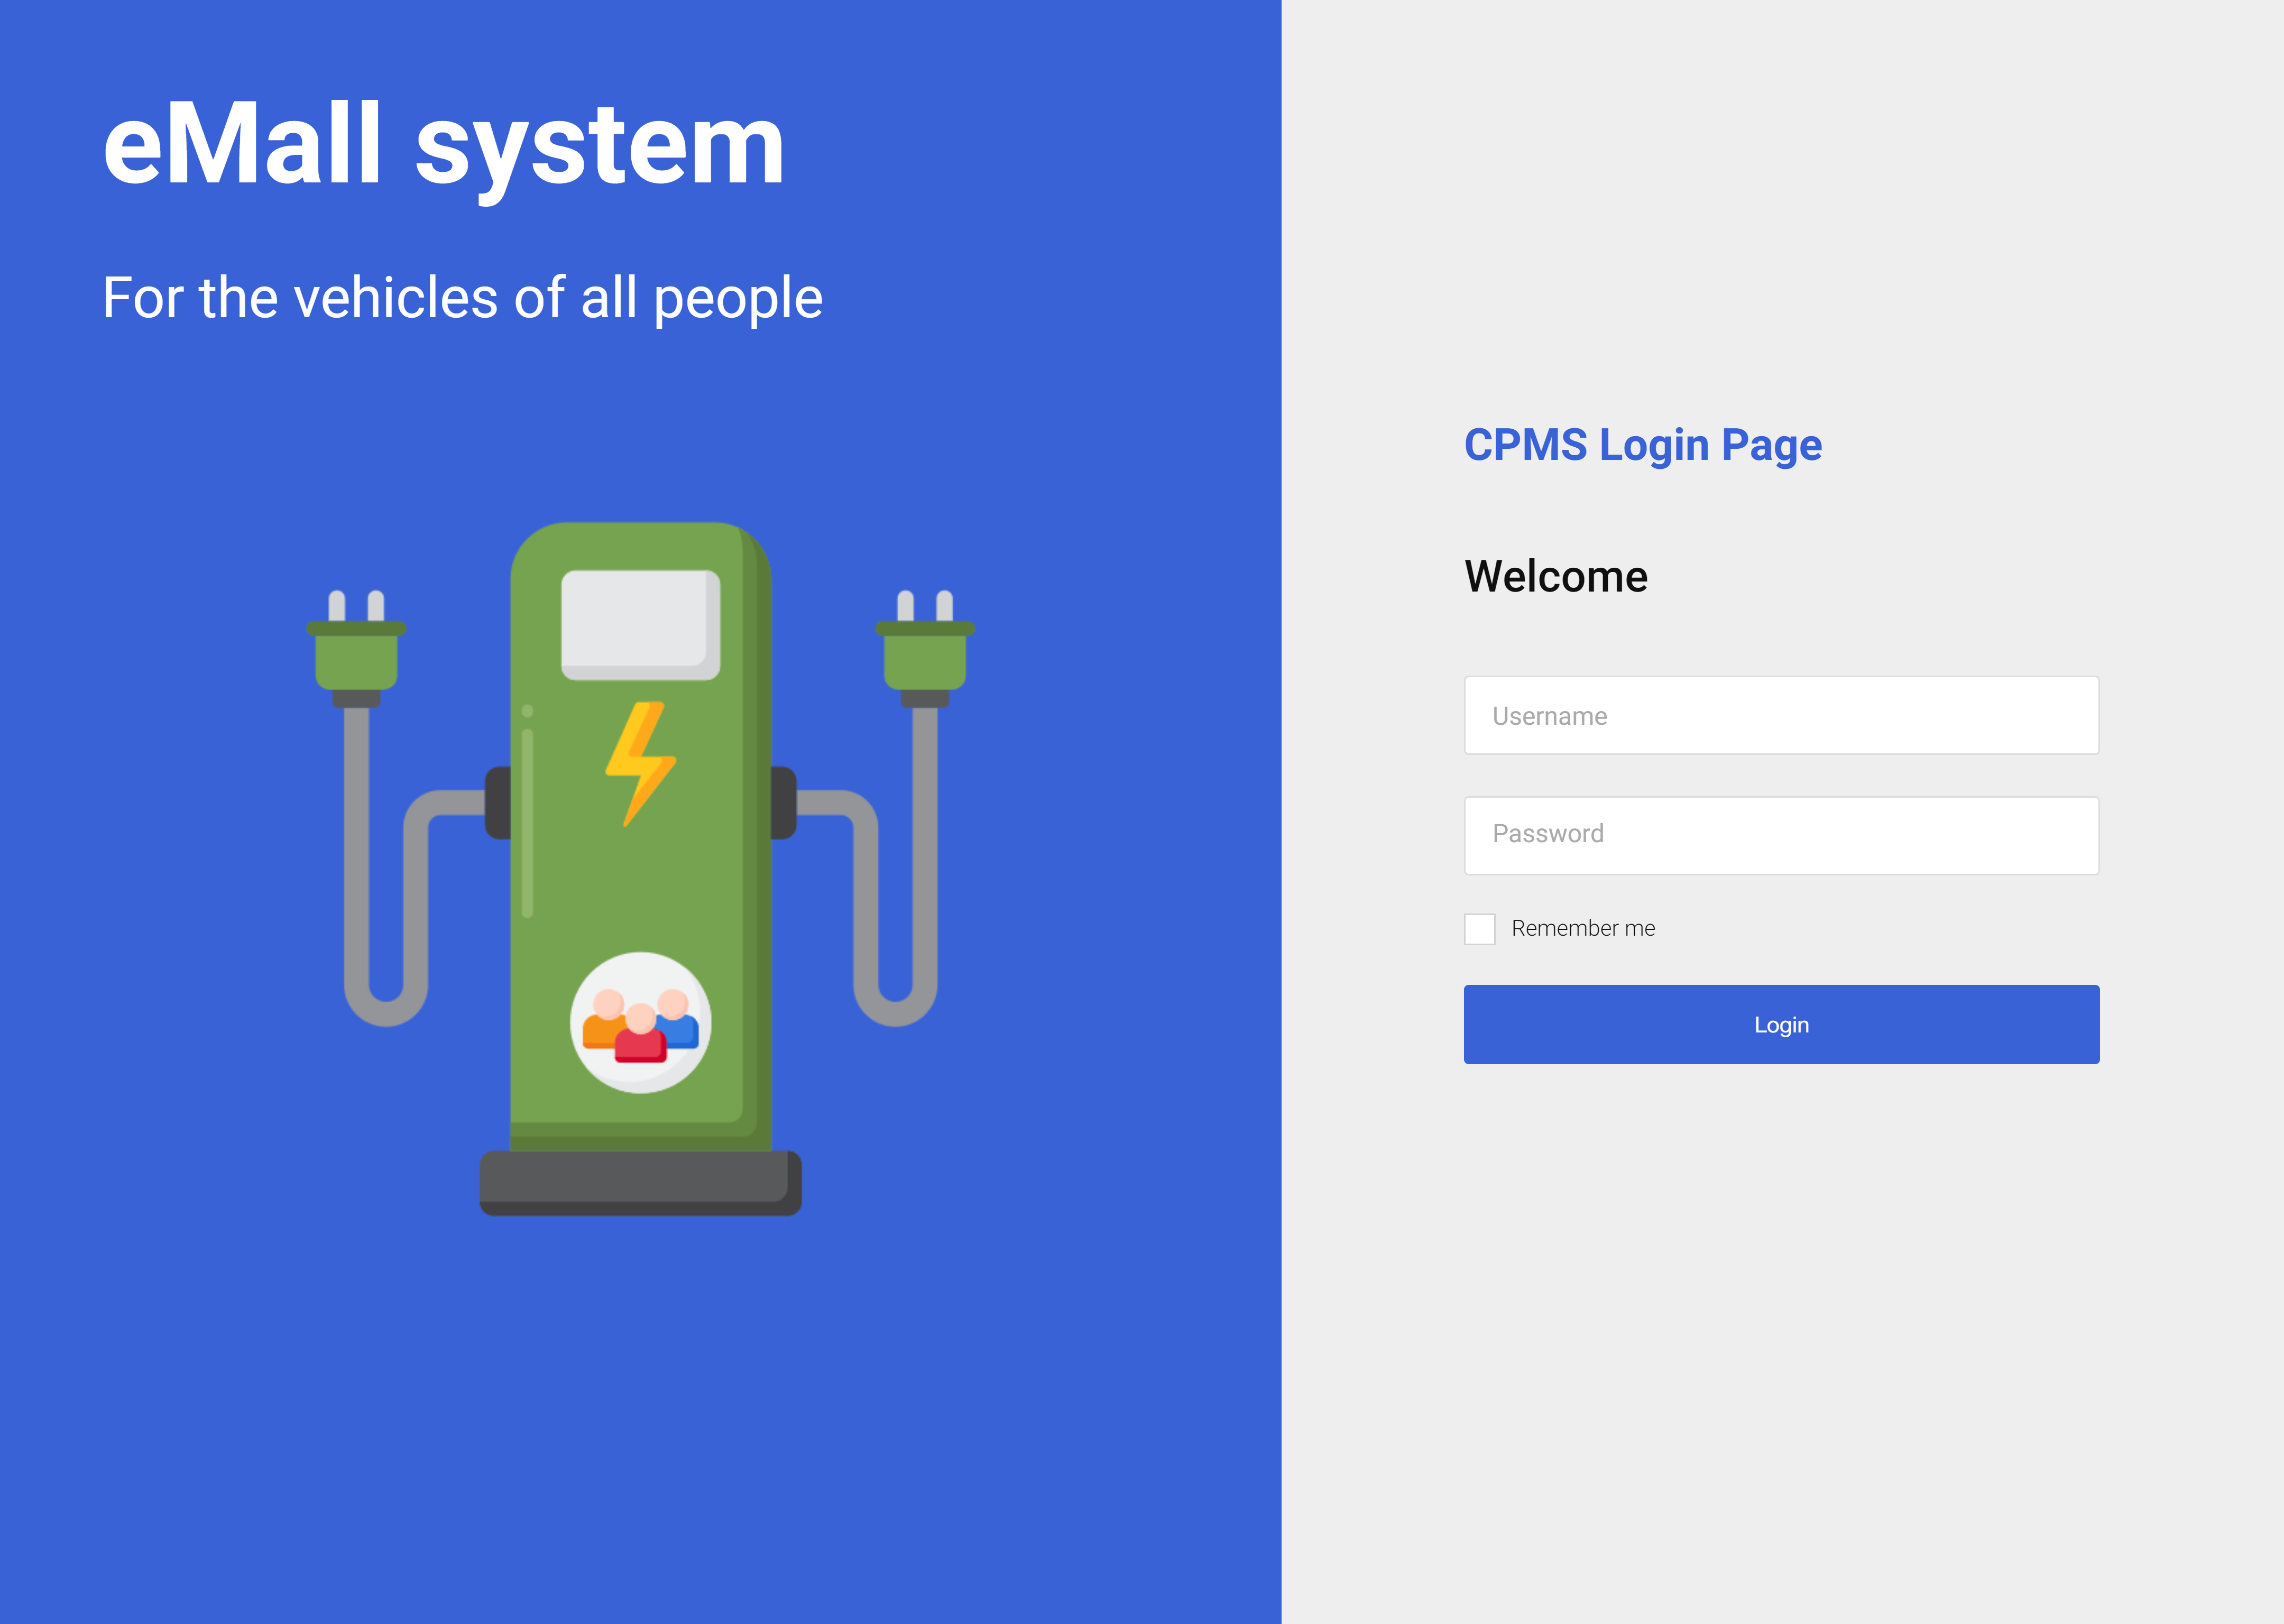 eMall system
For the vehicles of all people
CPMS Login Page
Welcome
Username
Password
Remember me
Login